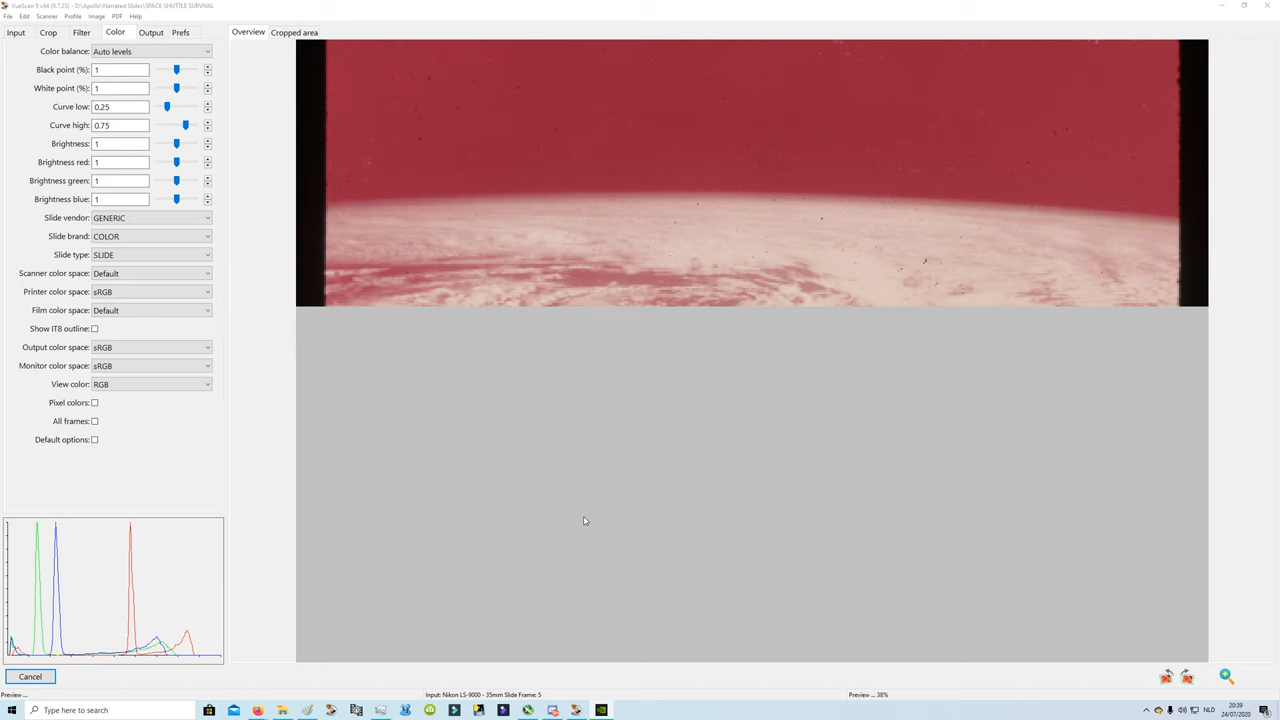 VueScan 9 x64 (9.7.23) - D:\Apollo\Narrated Slides\SPACE SHUTTLE SURVIVAL
File Edit Scanner Profile Image PDF Help
Input Crop Filter Color Output Prefs Overview Cropped area
Color balance: Auto levels
Black point (%): 1
White point (%): 1
Curve low: 0.25
Curve high: 0.75
Brightness: 1
Brightness red: 1
Brightness green: 1
Brightness blue: 1
Slide vendor: GENERIC
Slide brand: COLOR
Slide type: SLIDE
Scanner color space: Default
Printer color space: sRGB
Film color space: Default
Show IT8 outline:
Output color space: sRGB
Monitor color space: sRGB
View color: RGB
Pixel colors:
All frames:
Default options:
Cancel
Preview ... Input: Nikon LS-9000 - 35mm Slide Frame: 5 Preview ... 38%
Type here to search NLD
20:39
24/07/2020